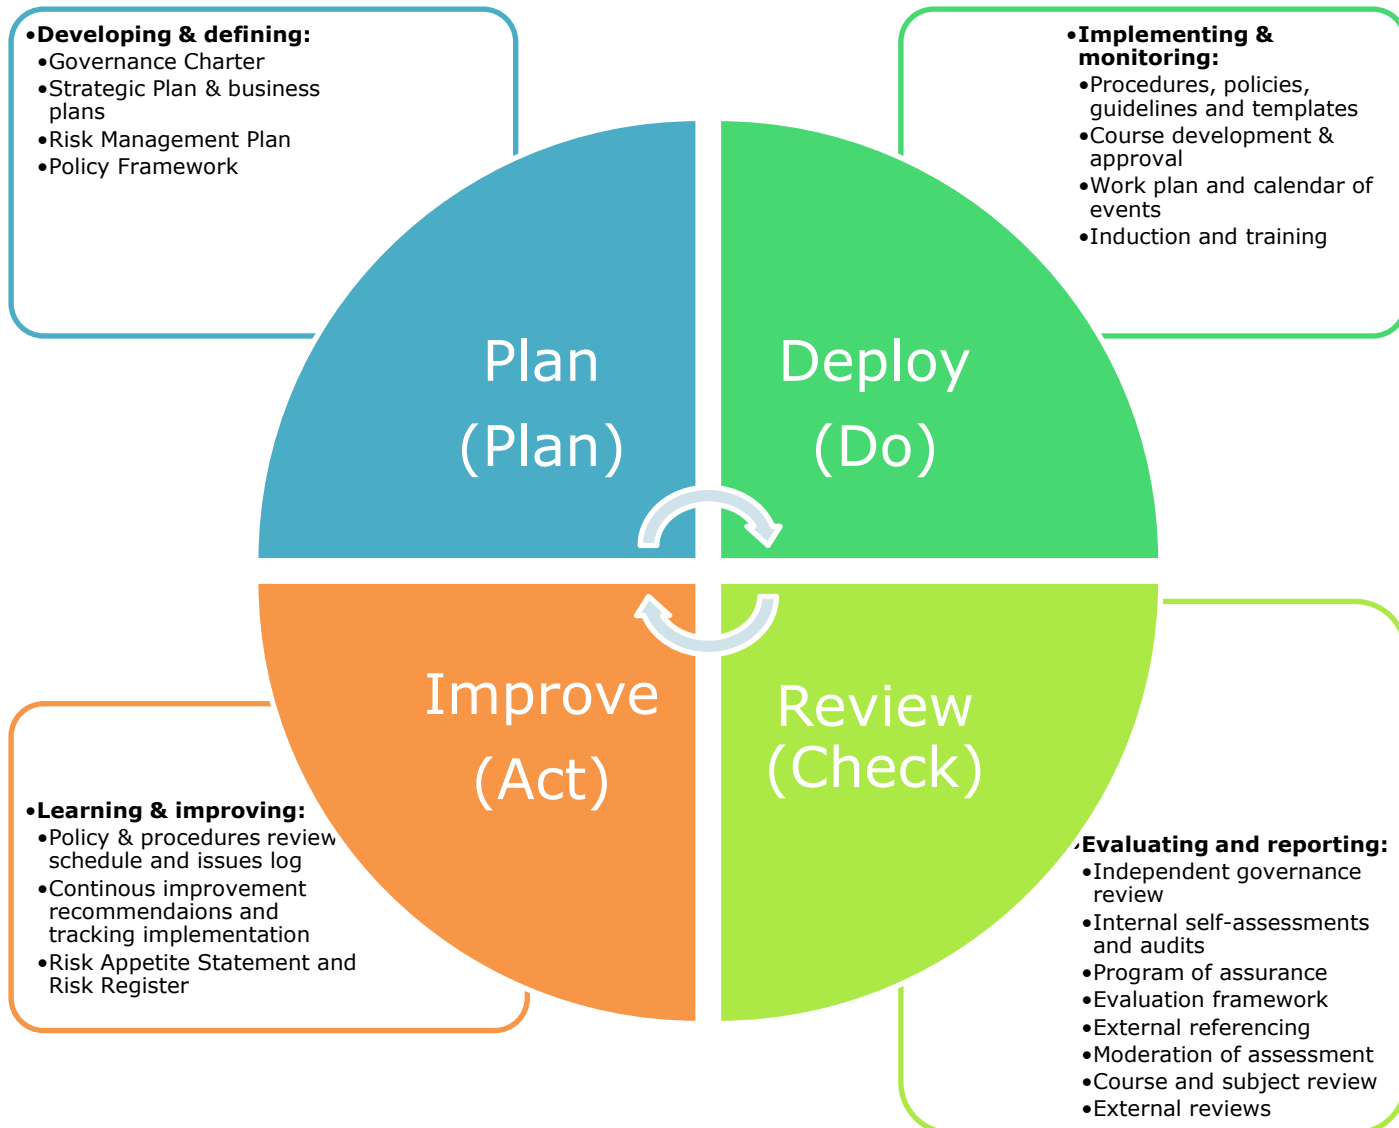 •Developing & defining:
•Governance Charter
•Strategic Plan & business
plans
•Risk Management Plan
•Policy Framework
•Implementing &
monitoring:
•Procedures, policies,
guidelines and templates
•Course development &
approval
•Work plan and calendar of
events
•Induction and training
Plan
(Plan)
Deploy
(Do)
Improve
(Act)
Review
(Check)
•Learning & improving:
•Policy & procedures review
schedule and issues log
•Continous improvement
recommendaions and
tracking implementation
•Risk Appetite Statement and
Risk Register
•Evaluating and reporting:
•Independent governance
review
•Internal self-assessments
and audits
•Program of assurance
•Evaluation framework
•External referencing
•Moderation of assessment
•Course and subject review
•External reviews